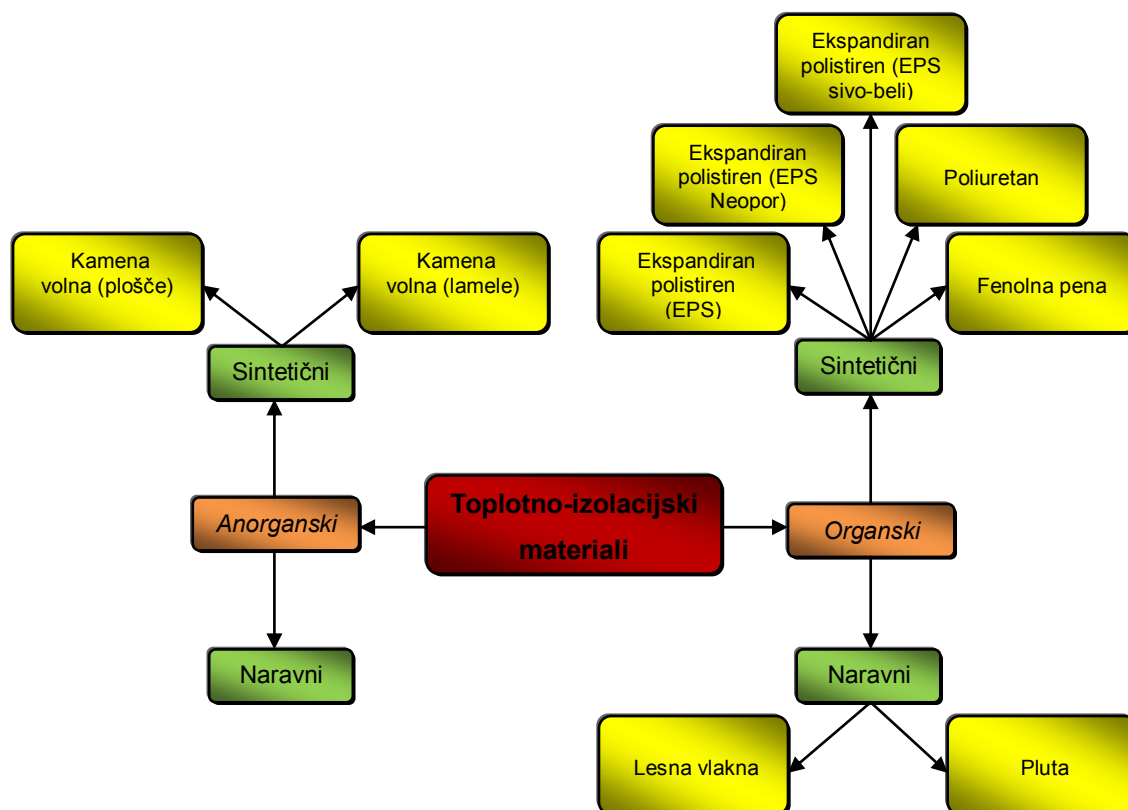 Ekspandiran
polistiren (EPS
sivo-beli)
Ekspandiran
polistiren (EPS
Neopor)
Poliuretan
Kamena
volna (plošče)
Kamena
volna (lamele)
Ekspandiran
polistiren
(EPS)
Fenolna pena
Sintetični
Sintetični
Toplotno-izolacijski
materiali
Anorganski
Organski
Naravni
Naravni
Lesna vlakna
Pluta